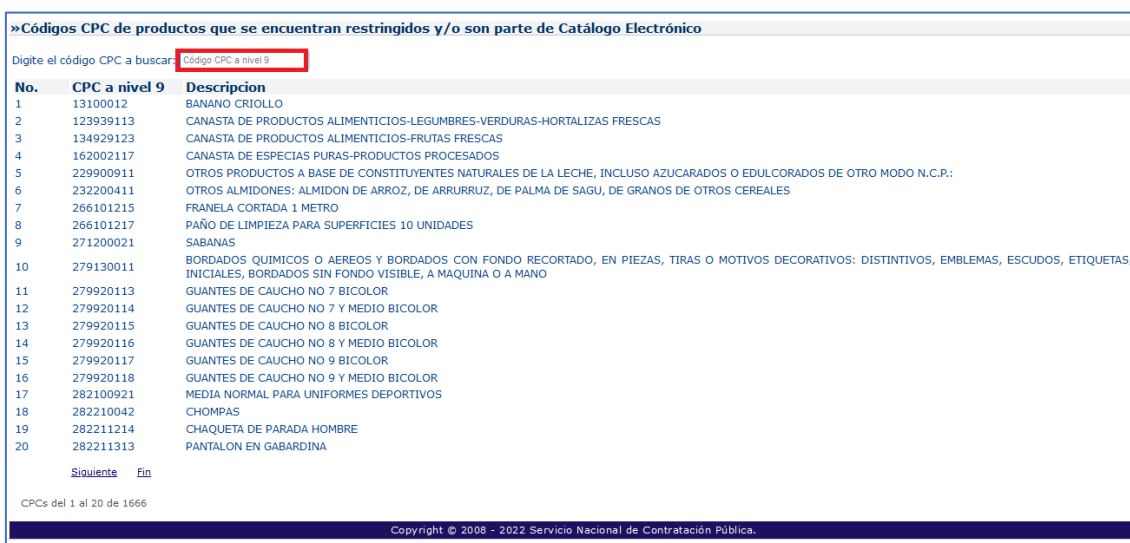 »Códigos CPC de productos que se encuentran restringidos y/o son parte de Catálogo Electrónico
Digite el código CPC a buscar: Código CPC a nivel 9
No. CPC a nivel 9 Descripcion
1 13100012 BANANO CRIOLLO
2 123939113 CANASTA DE PRODUCTOS ALIMENTICIOS-LEGUMBRES-VERDURAS-HORTALIZAS FRESCAS
3 134929123 CANASTA DE PRODUCTOS ALIMENTICIOS-FRUTAS FRESCAS
4 162002117 CANASTA DE ESPECIAS PURAS-PRODUCTOS PROCESADOS
5 229900911 OTROS PRODUCTOS A BASE DE CONSTITUYENTES NATURALES DE LA LECHE, INCLUSO AZUCARADOS O EDULCORADOS DE OTRO MODO N.C.P.:
6 232200411 OTROS ALMIDONES: ALMIDON DE ARROZ, DE ARRURRUZ, DE PALMA DE SAGU, DE GRANOS DE OTROS CEREALES
7 266101215 FRANELA CORTADA 1 METRO
8 266101217 PAÑO DE LIMPIEZA PARA SUPERFICIES 10 UNIDADES
9 271200021 SABANAS
10 279130011 BORDADOS QUIMICOS O AEREOS Y BORDADOS CON FONDO RECORTADO, EN PIEZAS, TIRAS O MOTIVOS DECORATIVOS: DISTINTIVOS, EMBLEMAS, ESCUDOS, ETIQUETAS,
INICIALES, BORDADOS SIN FONDO VISIBLE, A MAQUINA O A MANO
11 279920113 GUANTES DE CAUCHO NO 7 BICOLOR
12 279920114 GUANTES DE CAUCHO NO 7 Y MEDIO BICOLOR
13 279920115 GUANTES DE CAUCHO NO 8 BICOLOR
14 279920116 GUANTES DE CAUCHO NO 8 Y MEDIO BICOLOR
15 279920117 GUANTES DE CAUCHO NO 9 BICOLOR
16 279920118 GUANTES DE CAUCHO NO 9 Y MEDIO BICOLOR
17 282100921 MEDIA NORMAL PARA UNIFORMES DEPORTIVOS
18 282210042 CHOMPAS
19 282211214 CHAQUETA DE PARADA HOMBRE
20 282211313 PANTALON EN GABARDINA
Siguiente Fin
CPCs del 1 al 20 de 1666
Copyright © 2008 - 2022 Servicio Nacional de Contratación Pública.